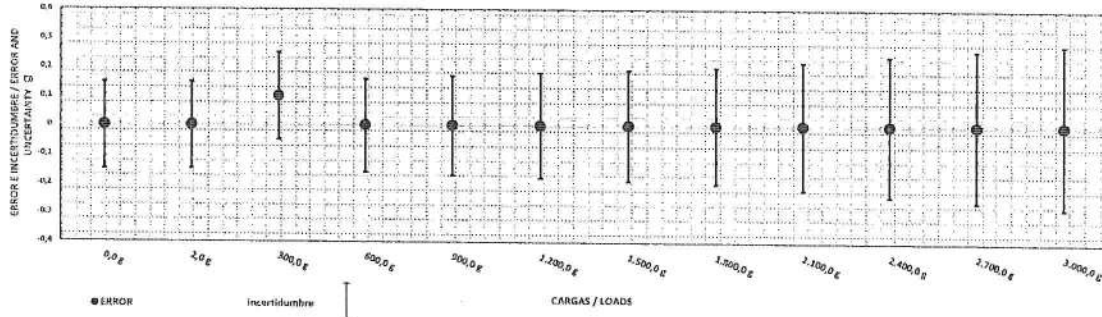 0,4
0,3
0,2
0,1
0
-0,1
-0,2
-0,3
-0,4
ERROR E INCERTIDUMBRE / ERROR AND
UNCERTAINTY g
0,0 g
1,0 g
300,0 g
600,0 g
900,0 g
1.200,0 g
1.500,0 g
1.800,0 g
2.100,0 g
2.400,0 g
2.700,0 g
3.000,0 g
ERROR
Incertidumbre
CARGAS / LOADS